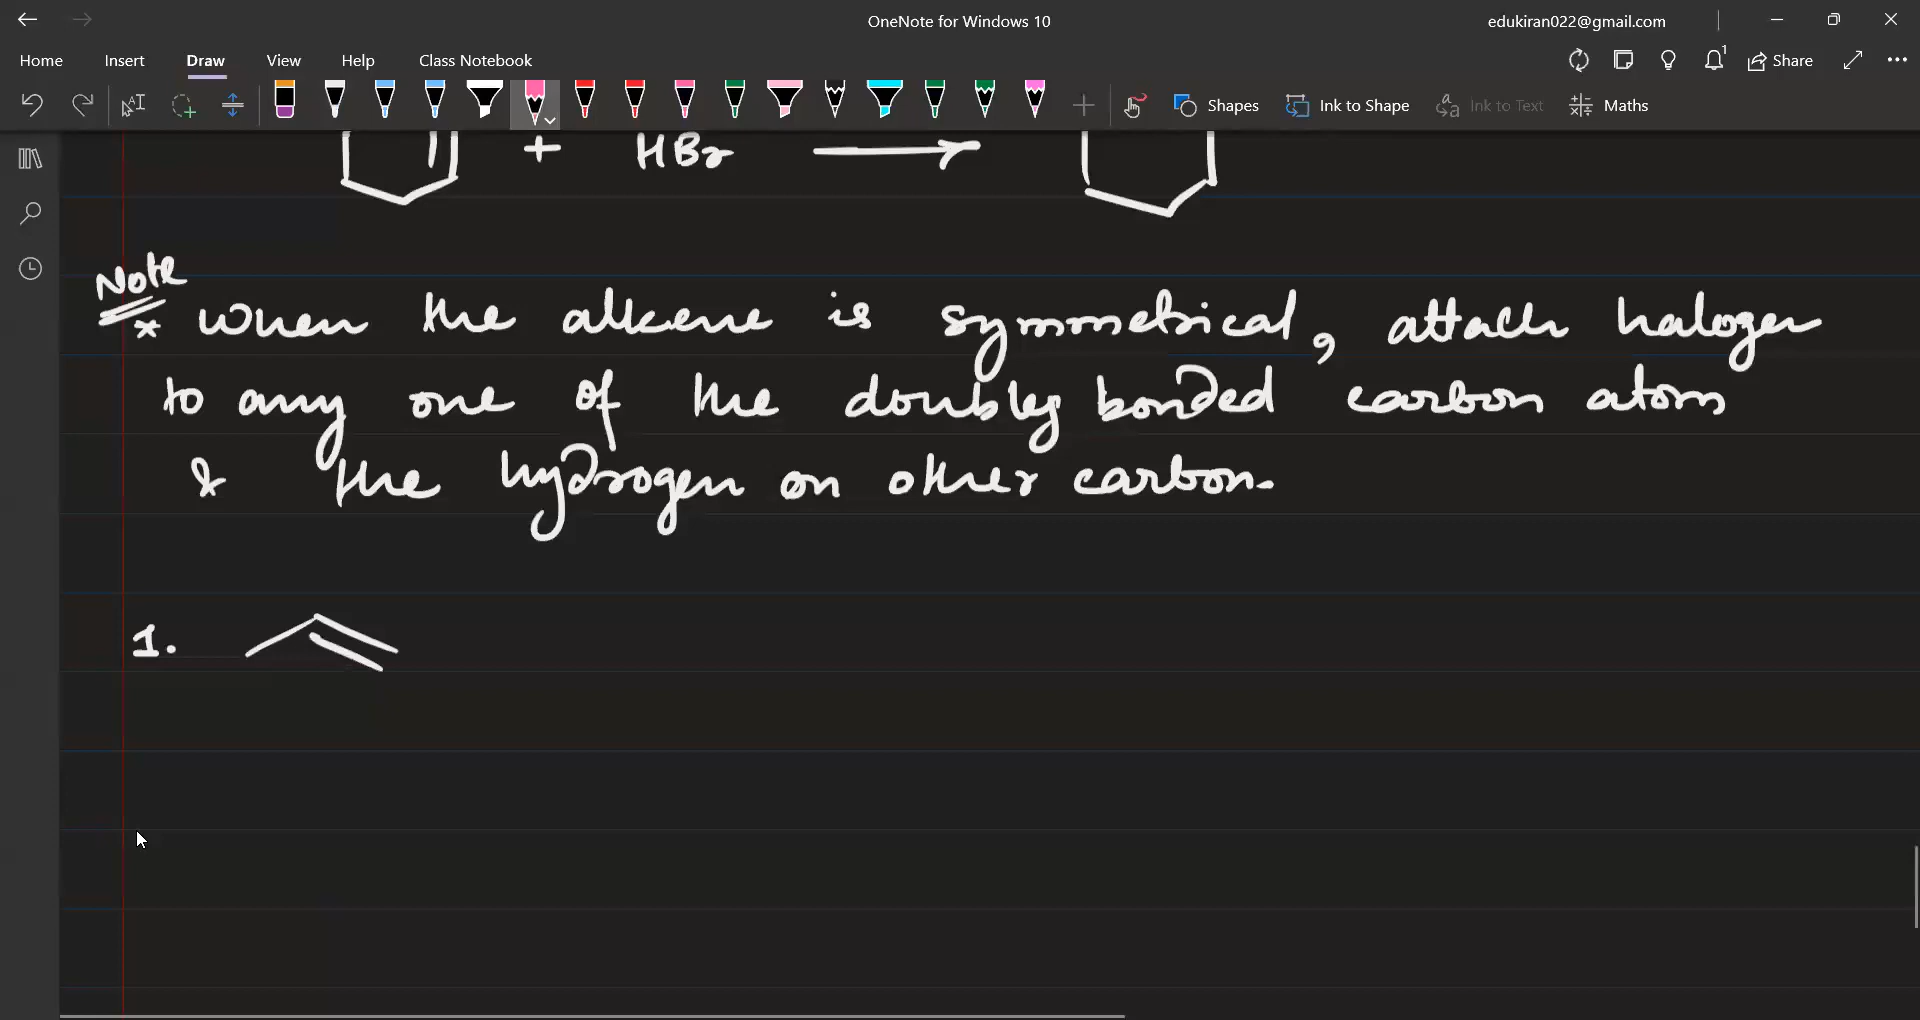 OneNote for Windows 10
edukiran022@gmail.com
Home Insert Draw View Help Class Notebook
1 Share
Shapes Ink to Shape Ink to Text Maths
+ HBr
Note
* when the alkene is symmetrical, attach halogen
to any one of the doubly bonded carbon atom
& the hydrogen on other carbon.
1.